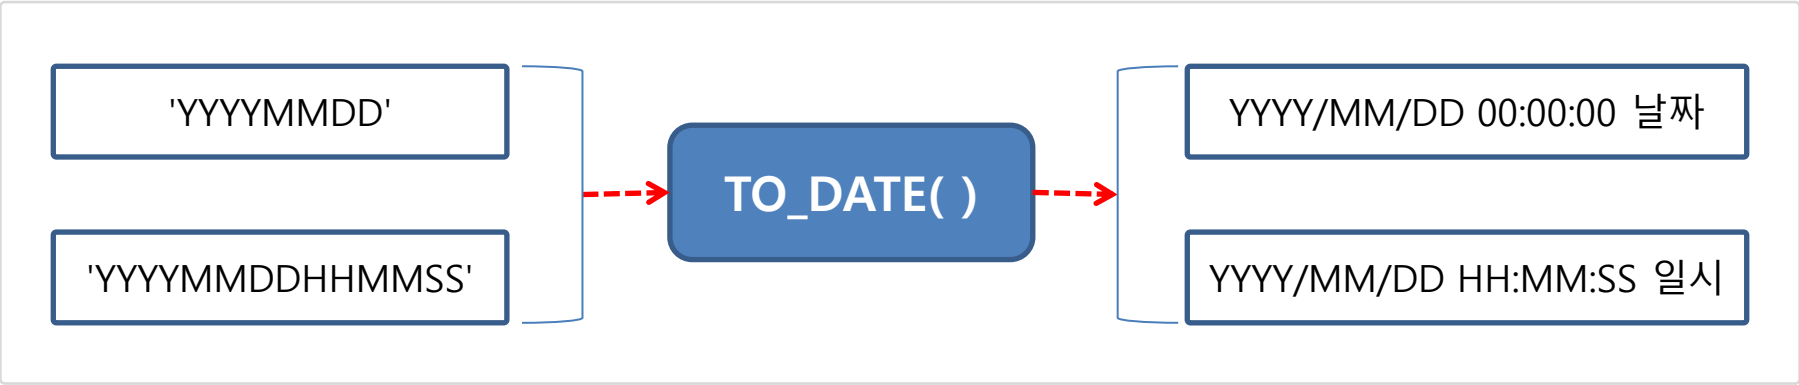 'YYYYMMDD'
'YYYYMMDDHHMMSS'
TO_DATE( )
YYYY/MM/DD 00:00:00 날짜
YYYY/MM/DD HH:MM:SS 일시